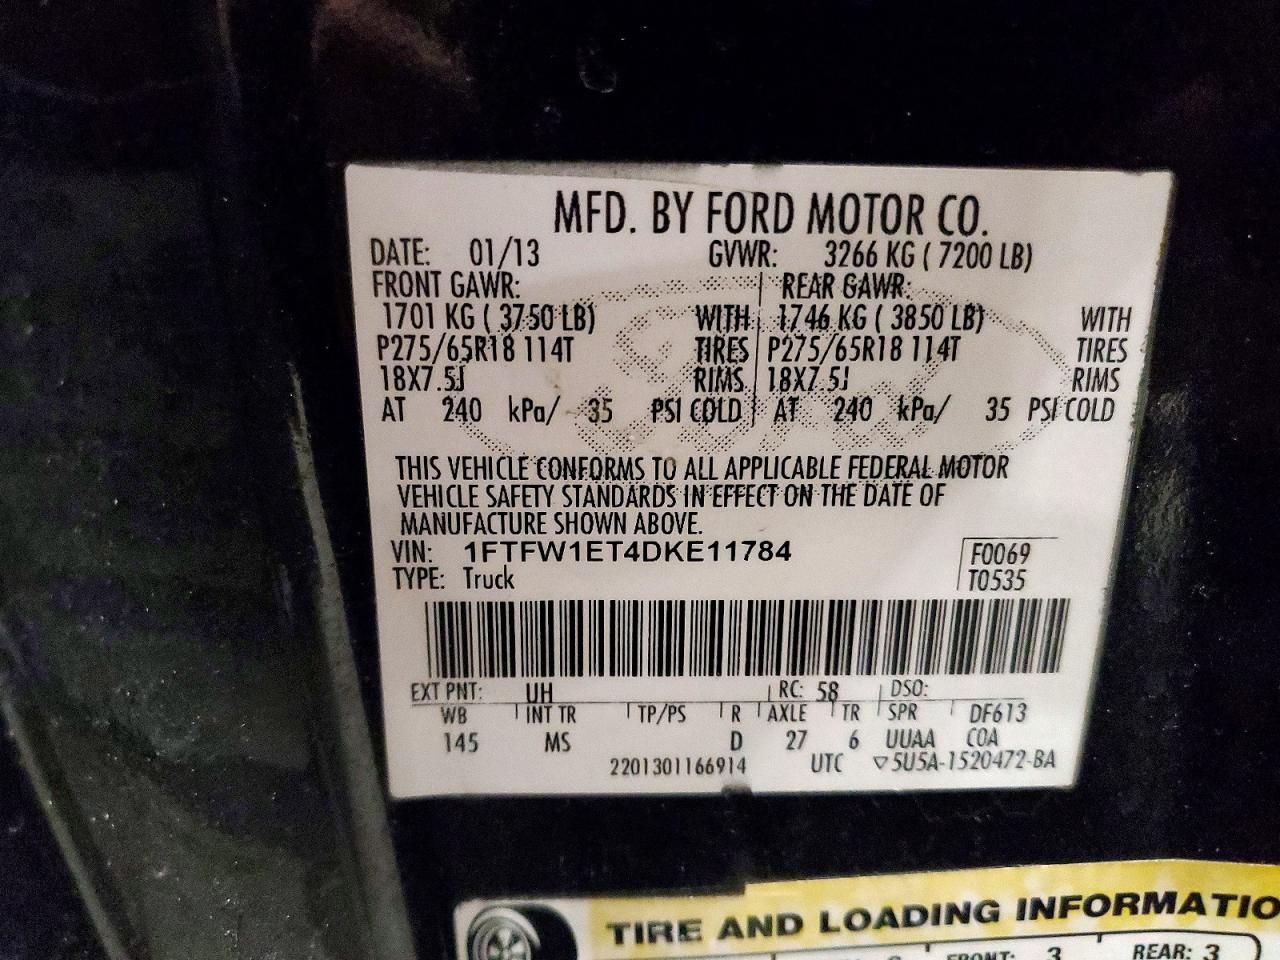 MFD. BY FORD MOTOR CO.
DATE: 01/13 GVWR: 3266 KG ( 7200 LB)
FRONT GAWR: REAR GAWR:
1701 KG ( 3750 LB) WITH 1746 KG ( 3850 LB) WITH
P275/65R18 114T TIRES P275/65R18 114T TIRES
18X7.5J RIMS 18X7.5J RIMS
AT 240 kPa/ 35 PSI COLD AT 240 kPa/ 35 PSI COLD
THIS VEHICLE CONFORMS TO ALL APPLICABLE FEDERAL MOTOR
VEHICLE SAFETY STANDARDS IN EFFECT ON THE DATE OF
MANUFACTURE SHOWN ABOVE.
VIN: 1FTFW1ET4DKE11784 F0069
TYPE: Truck T0535
EXT PNT: UH RC: 58 DSO:
WB INT TR TP/PS R AXLE TR SPR DF613
145 MS D 27 6 UUAA COA
2201301166914 UTC ▽5U5A-1520472-BA
TIRE AND LOADING INFORMATIO
FRONT: 3 REAR: 3